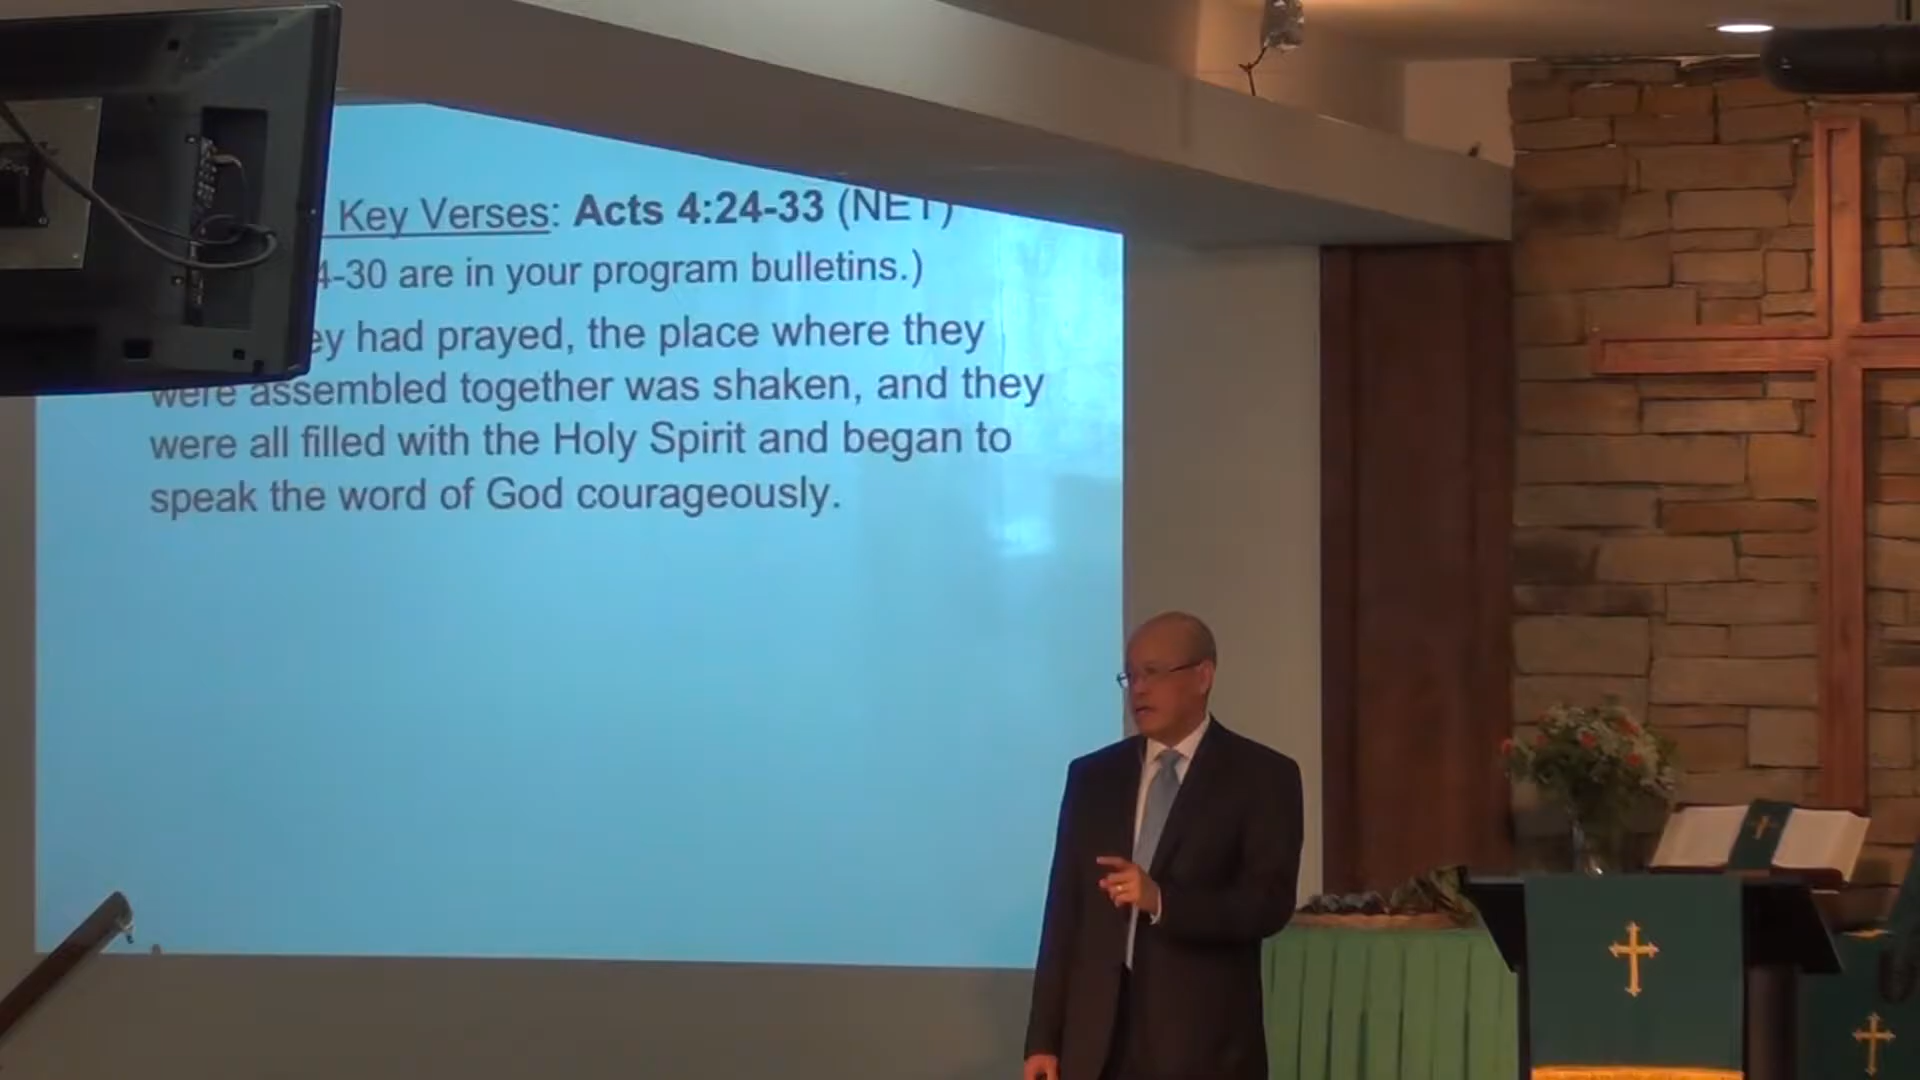 Key Verses: Acts 4:24-33 (NET)
4-30 are in your program bulletins.)
had prayed, the place where they
were assembled together was shaken, and they
were all filled with the Holy Spirit and began to
speak the word of God courageously.